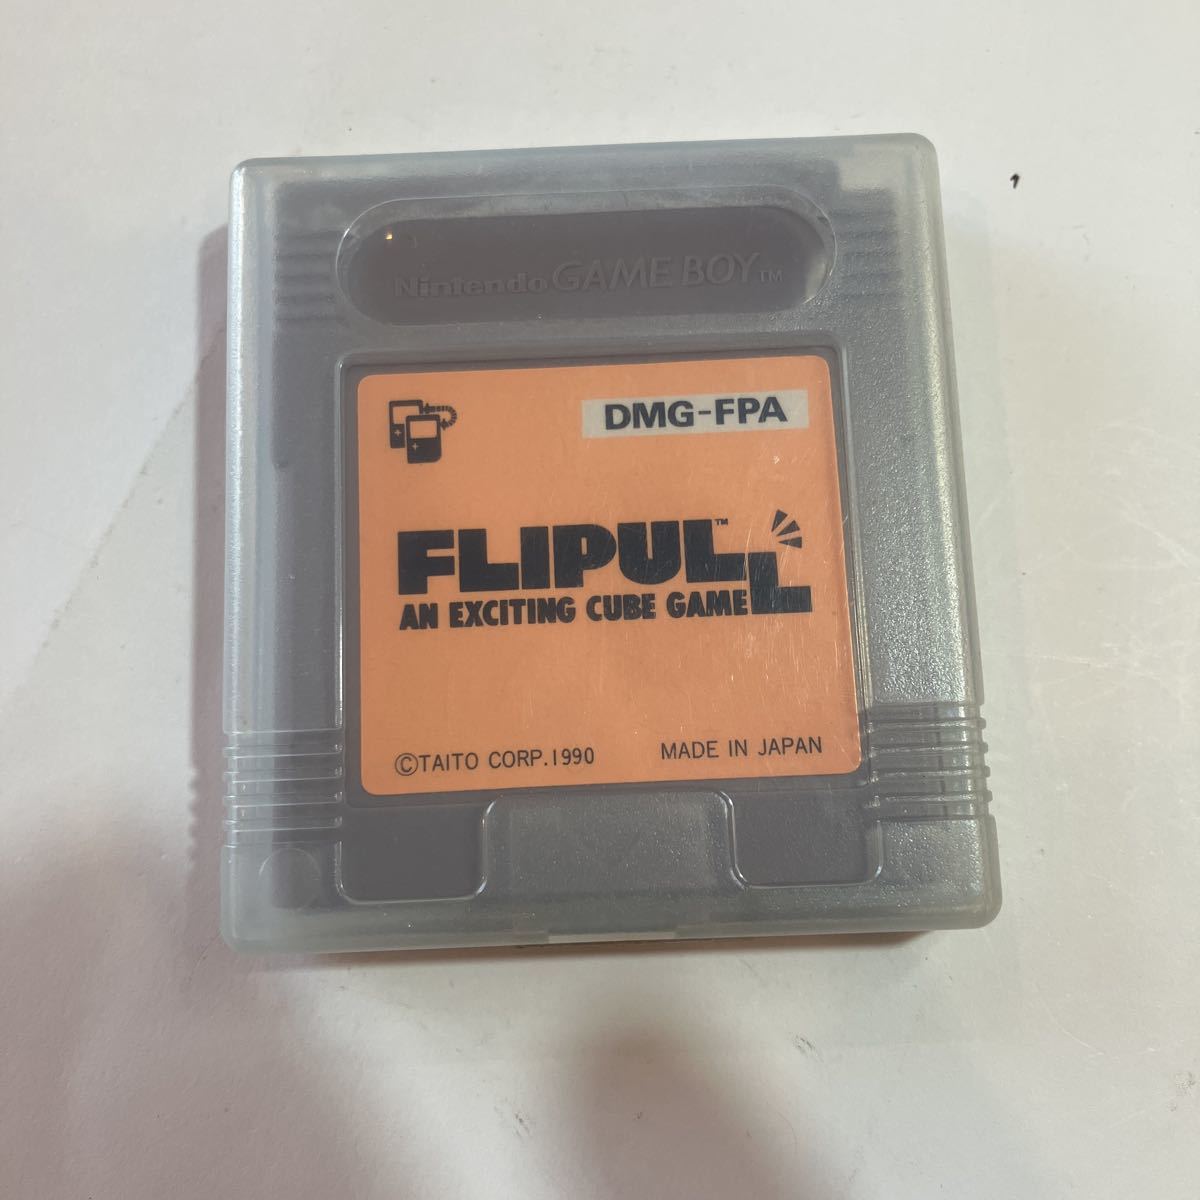 Nintendo GAME BOY™
DMG-FPA
FLIPULL™
AN EXCITING CUBE GAME
©TAITO CORP.1990
MADE IN JAPAN